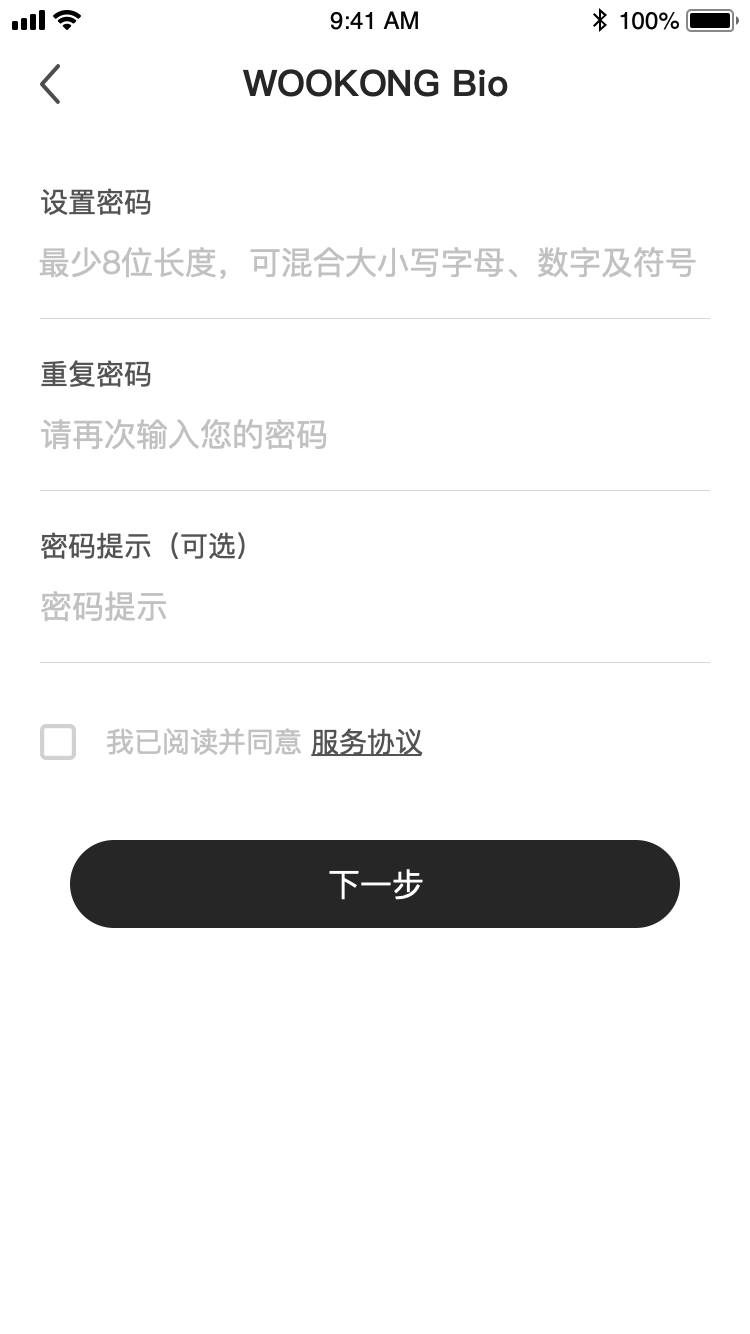 9:41 AM
100%
WOOKONG Bio
设置密码
最少8位长度，可混合大小写字母、数字及符号
重复密码
请再次输入您的密码
密码提示（可选）
密码提示
我已阅读并同意 服务协议
下一步